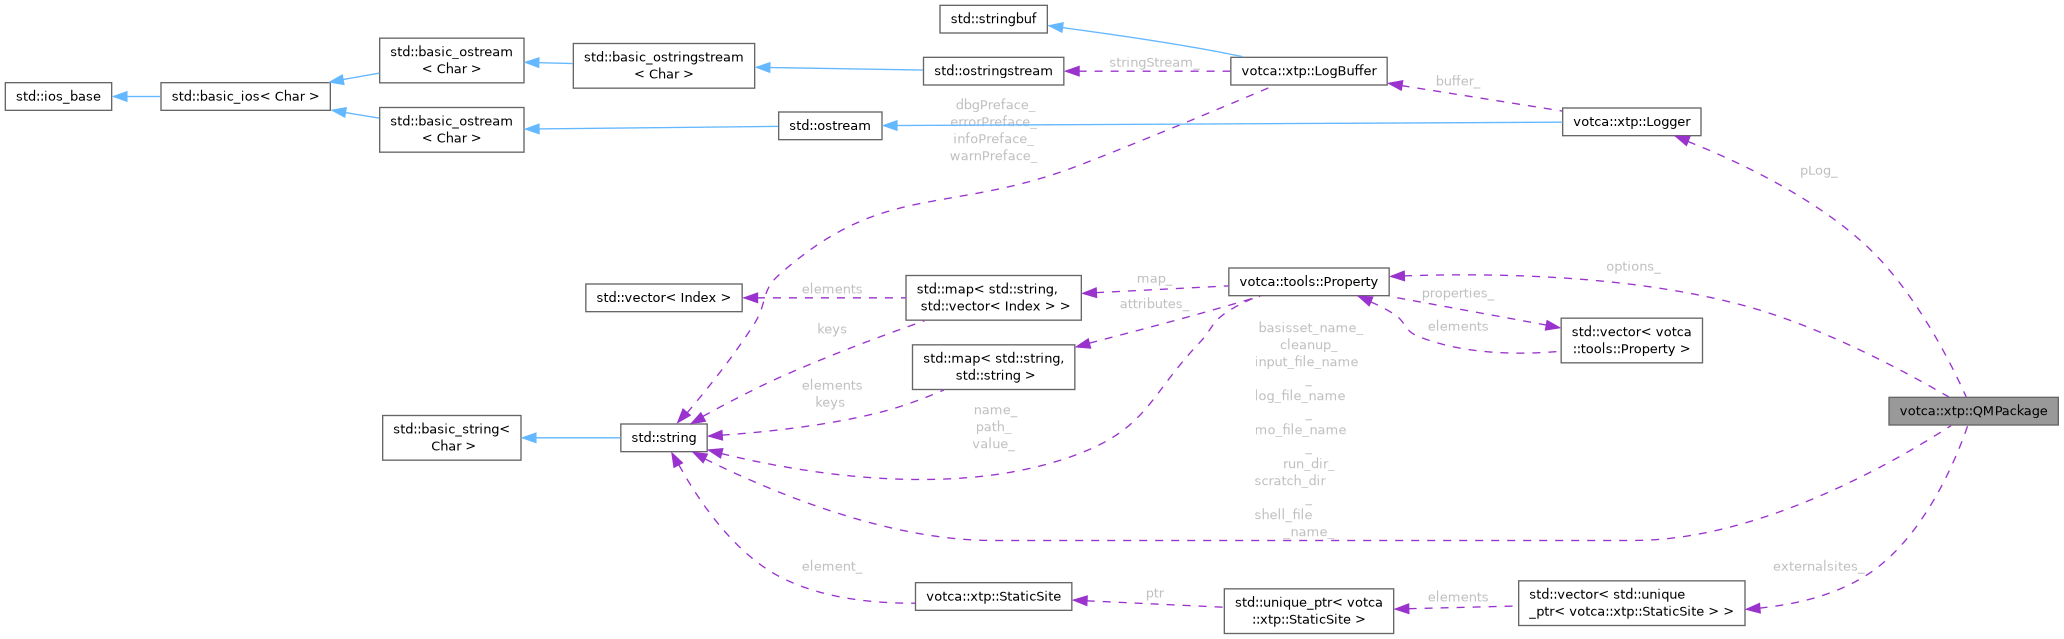 std::stringbuf
std::basic_ostream
< Char >
std::basic_ostringstream
< Char >
std::ostringstream
stringStream_
votca::xtp::LogBuffer
buffer_
std::ios_base
std::basic_ios< Char >
std::basic_ostream
< Char >
std::ostream
dbgPreface_
errorPreface_
infoPreface_
warnPreface_
votca::xtp::Logger
pLog_
std::vector< Index >
elements
std::map< std::string,
std::vector< Index > >
map_
votca::tools::Property
options_
attributes_
properties_
keys
elements
std::vector< votca
::tools::Property >
std::map< std::string,
std::string >
basisset_name_
cleanup_
input_file_name
_
log_file_name
_
mo_file_name
_
run_dir_
scratch_dir
_
shell_file
_name_
elements
keys
name_
path_
value_
votca::xtp::QMPackage
std::basic_string<
Char >
std::string
element_
votca::xtp::StaticSite
ptr
std::unique_ptr< votca
::xtp::StaticSite >
elements
std::vector< std::unique
_ptr< votca::xtp::StaticSite > >
externalsites_